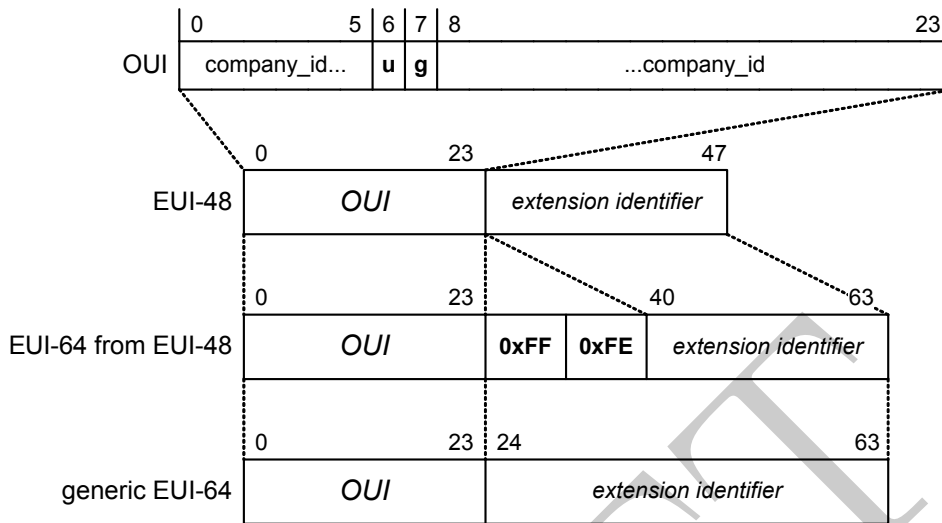 0 5 6 7 8 23
OUI company_id... u g ...company_id
0 23 47
EUI-48 OUI extension identifier
0 23 40 63
EUI-64 from EUI-48 OUI 0xFF 0xFE extension identifier
0 23 24 63
generic EUI-64 OUI extension identifier